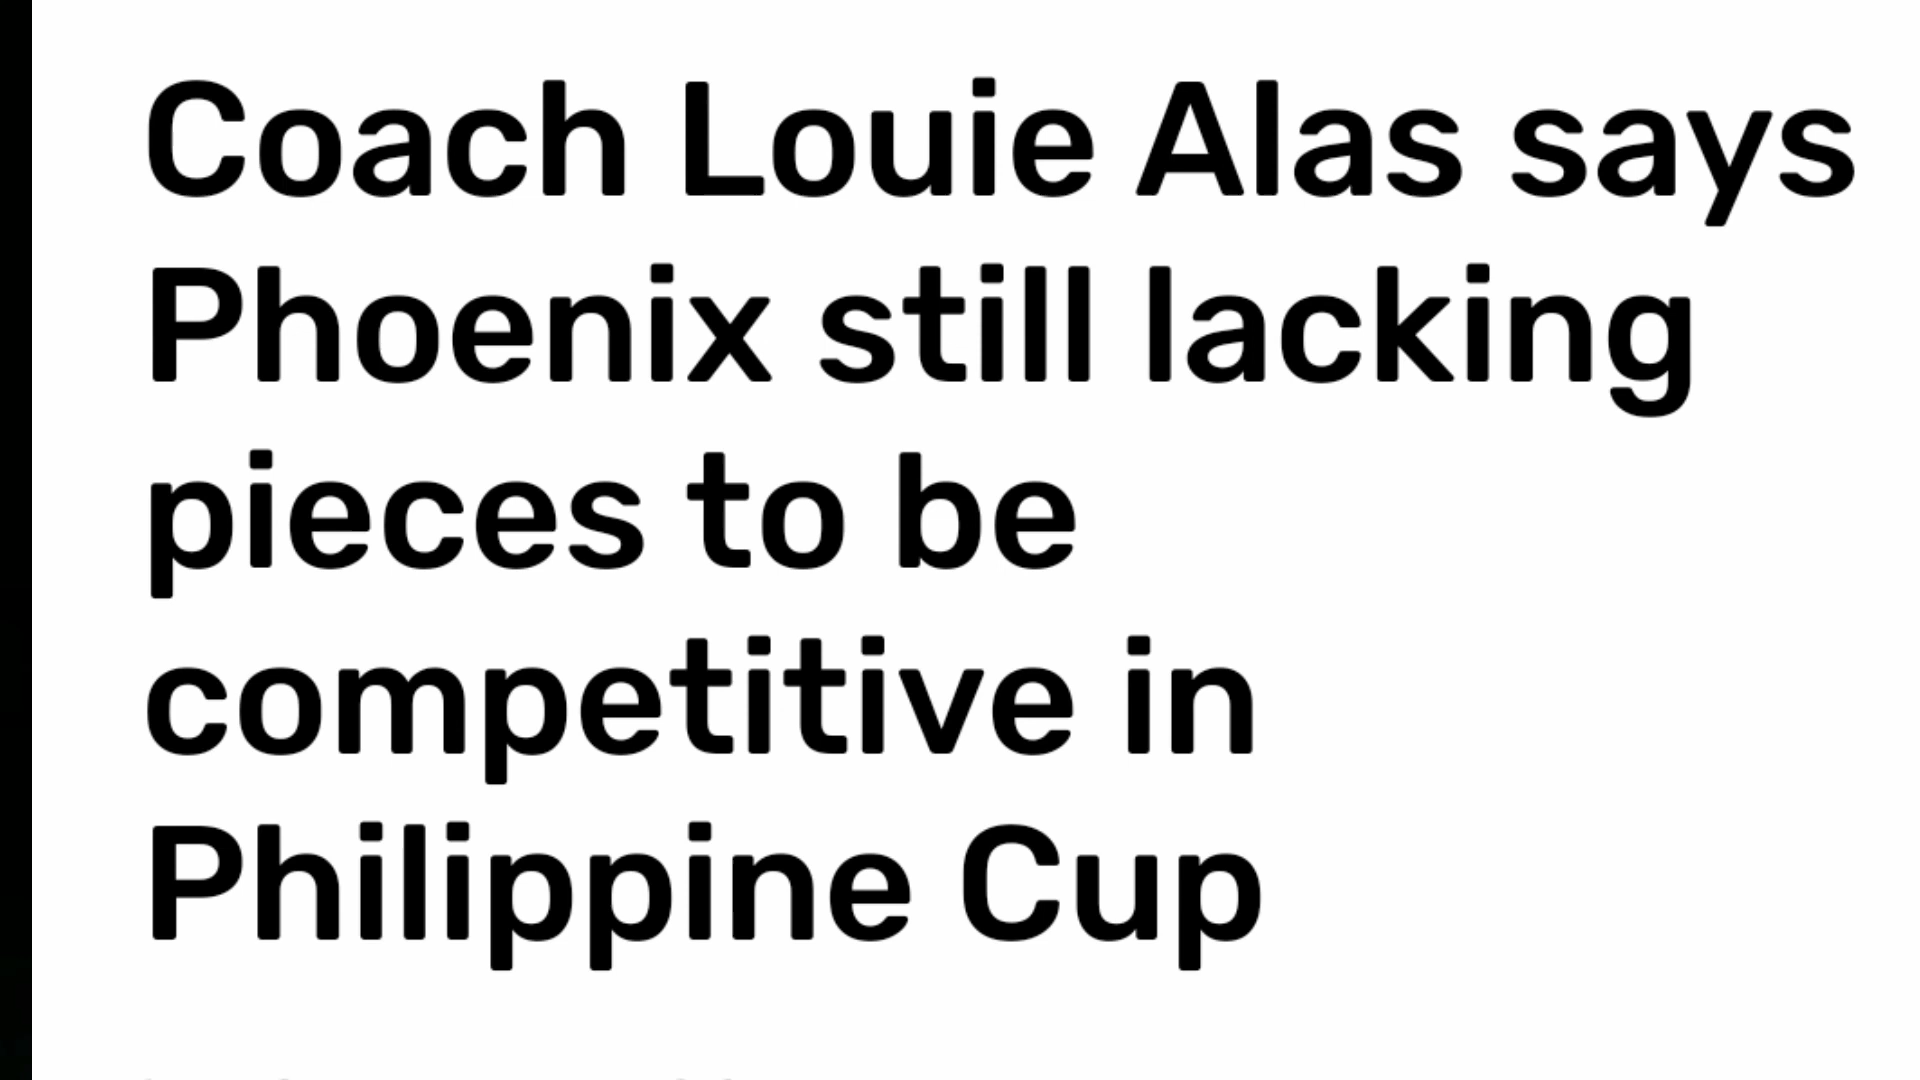 Coach Louie Alas says
Phoenix still lacking
pieces to be
competitive in
Philippine Cup